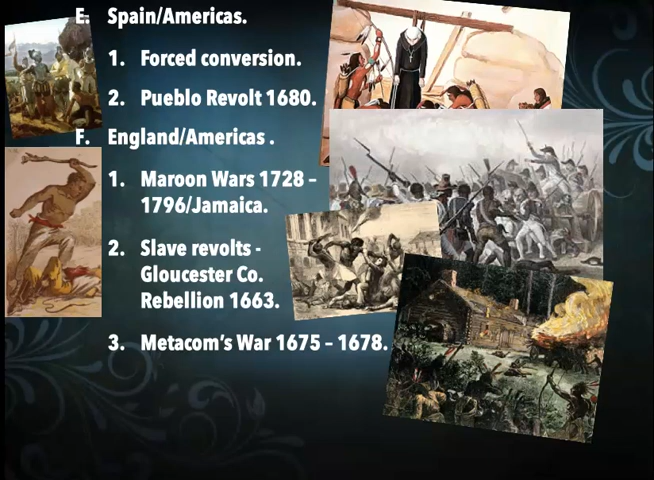 E. Spain/Americas.
1. Forced conversion.
2. Pueblo Revolt 1680.
F. England/Americas .
1. Maroon Wars 1728 –
1796/Jamaica.
2. Slave revolts -
Gloucester Co.
Rebellion 1663.
3. Metacom's War 1675 – 1678.